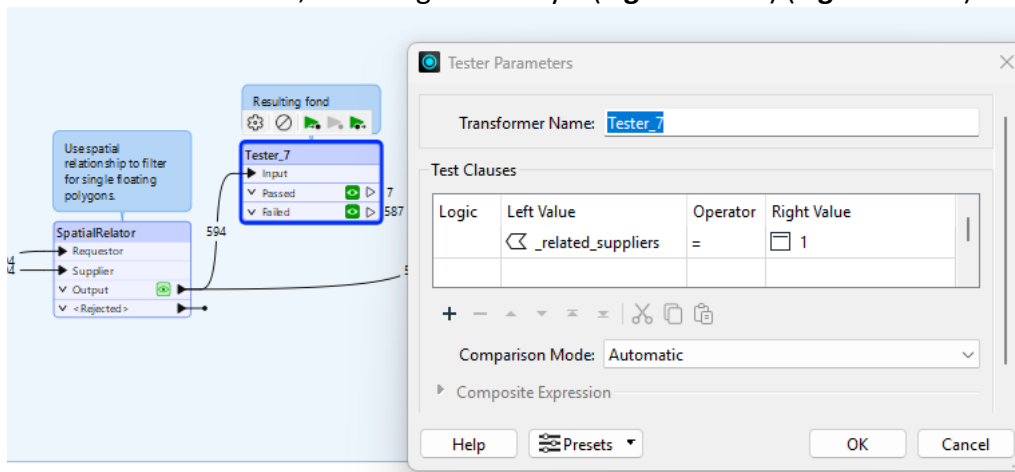 Resulting fond
Use spatial
relationship to filter
for single floating
polygons.
Tester_7
Input
Passed
7
Failed
587
SpatialRelator
594
Requestor
Supplier
Output
<Rejected>
Tester Parameters
Transformer Name: Tester_7
Test Clauses
Logic Left Value Operator Right Value
_related_suppliers = 1
Comparison Mode: Automatic
Composite Expression
Help Presets OK Cancel